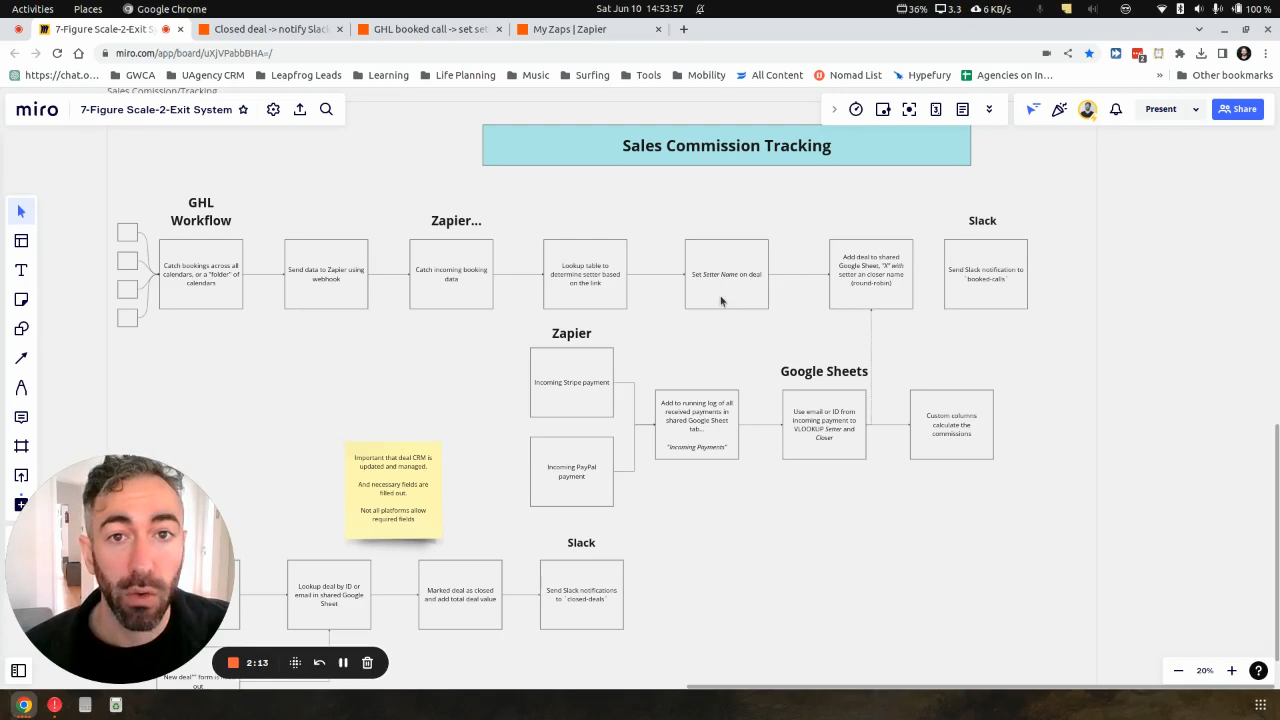 Activities
Places
Google Chrome
Sat Jun 10  14:53:57
3.3
100 %
7-Figure Scale-2-Exit Sy
Closed deal -> notify Slack
GHL booked call -> set set
My Zaps | Zapier
miro.com/app/board/uXjVPabbBHA=/
2
https://chat.o...
GWCA
UAgency CRM
Leapfrog Leads
Learning
Life Planning
Music
Surfing
Tools
Mobility
All Content
Nomad List
Hypefury
Agencies on In...
»
Other bookmarks
Sales Comission/Tracking
miro
7-Figure Scale-2-Exit System
3
Present
Share
Sales Commission Tracking
GHL
Workflow
Zapier...
Slack
Catch bookings across all
calendars, or a "folder" of
calendars
Send data to Zapier using
webhook
Catch incoming booking
data
Lookup table to
determine setter based
on the link
Set Setter Name on deal
Add deal to shared
Google Sheet, "X" with
setter an closer name
(round-robin)
Send Slack notification to
`booked-calls`
Zapier
Incoming Stripe payment
Incoming PayPal
payment
Google Sheets
Add to running log of all
received payments in
shared Google Sheet
tab...
"Incoming Payments"
Use email or ID from
incoming payment to
VLOOKUP Setter and
Closer
Custom columns
calculate the
commissions
Important that deal CRM is
updated and managed.
And necessary fields are
filled out.
Not all platforms allow
required fields
Slack
Lookup deal by ID or
email in shared Google
Sheet
Marked deal as closed
and add total deal value
Send Slack notifications
to `closed-deals`
New deal"" form is
out
2:13
20%